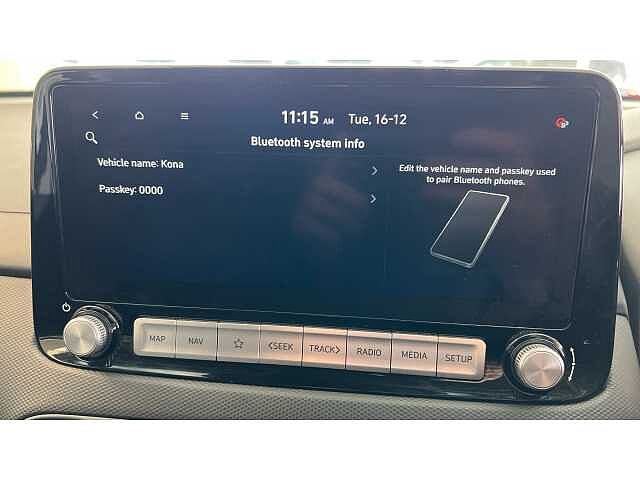 11:15 AM Tue, 16-12
Bluetooth system info
Vehicle name: Kona
Passkey: 0000
Edit the vehicle name and passkey used
to pair Bluetooth phones.
MAP NAV <SEEK TRACK> RADIO MEDIA SETUP